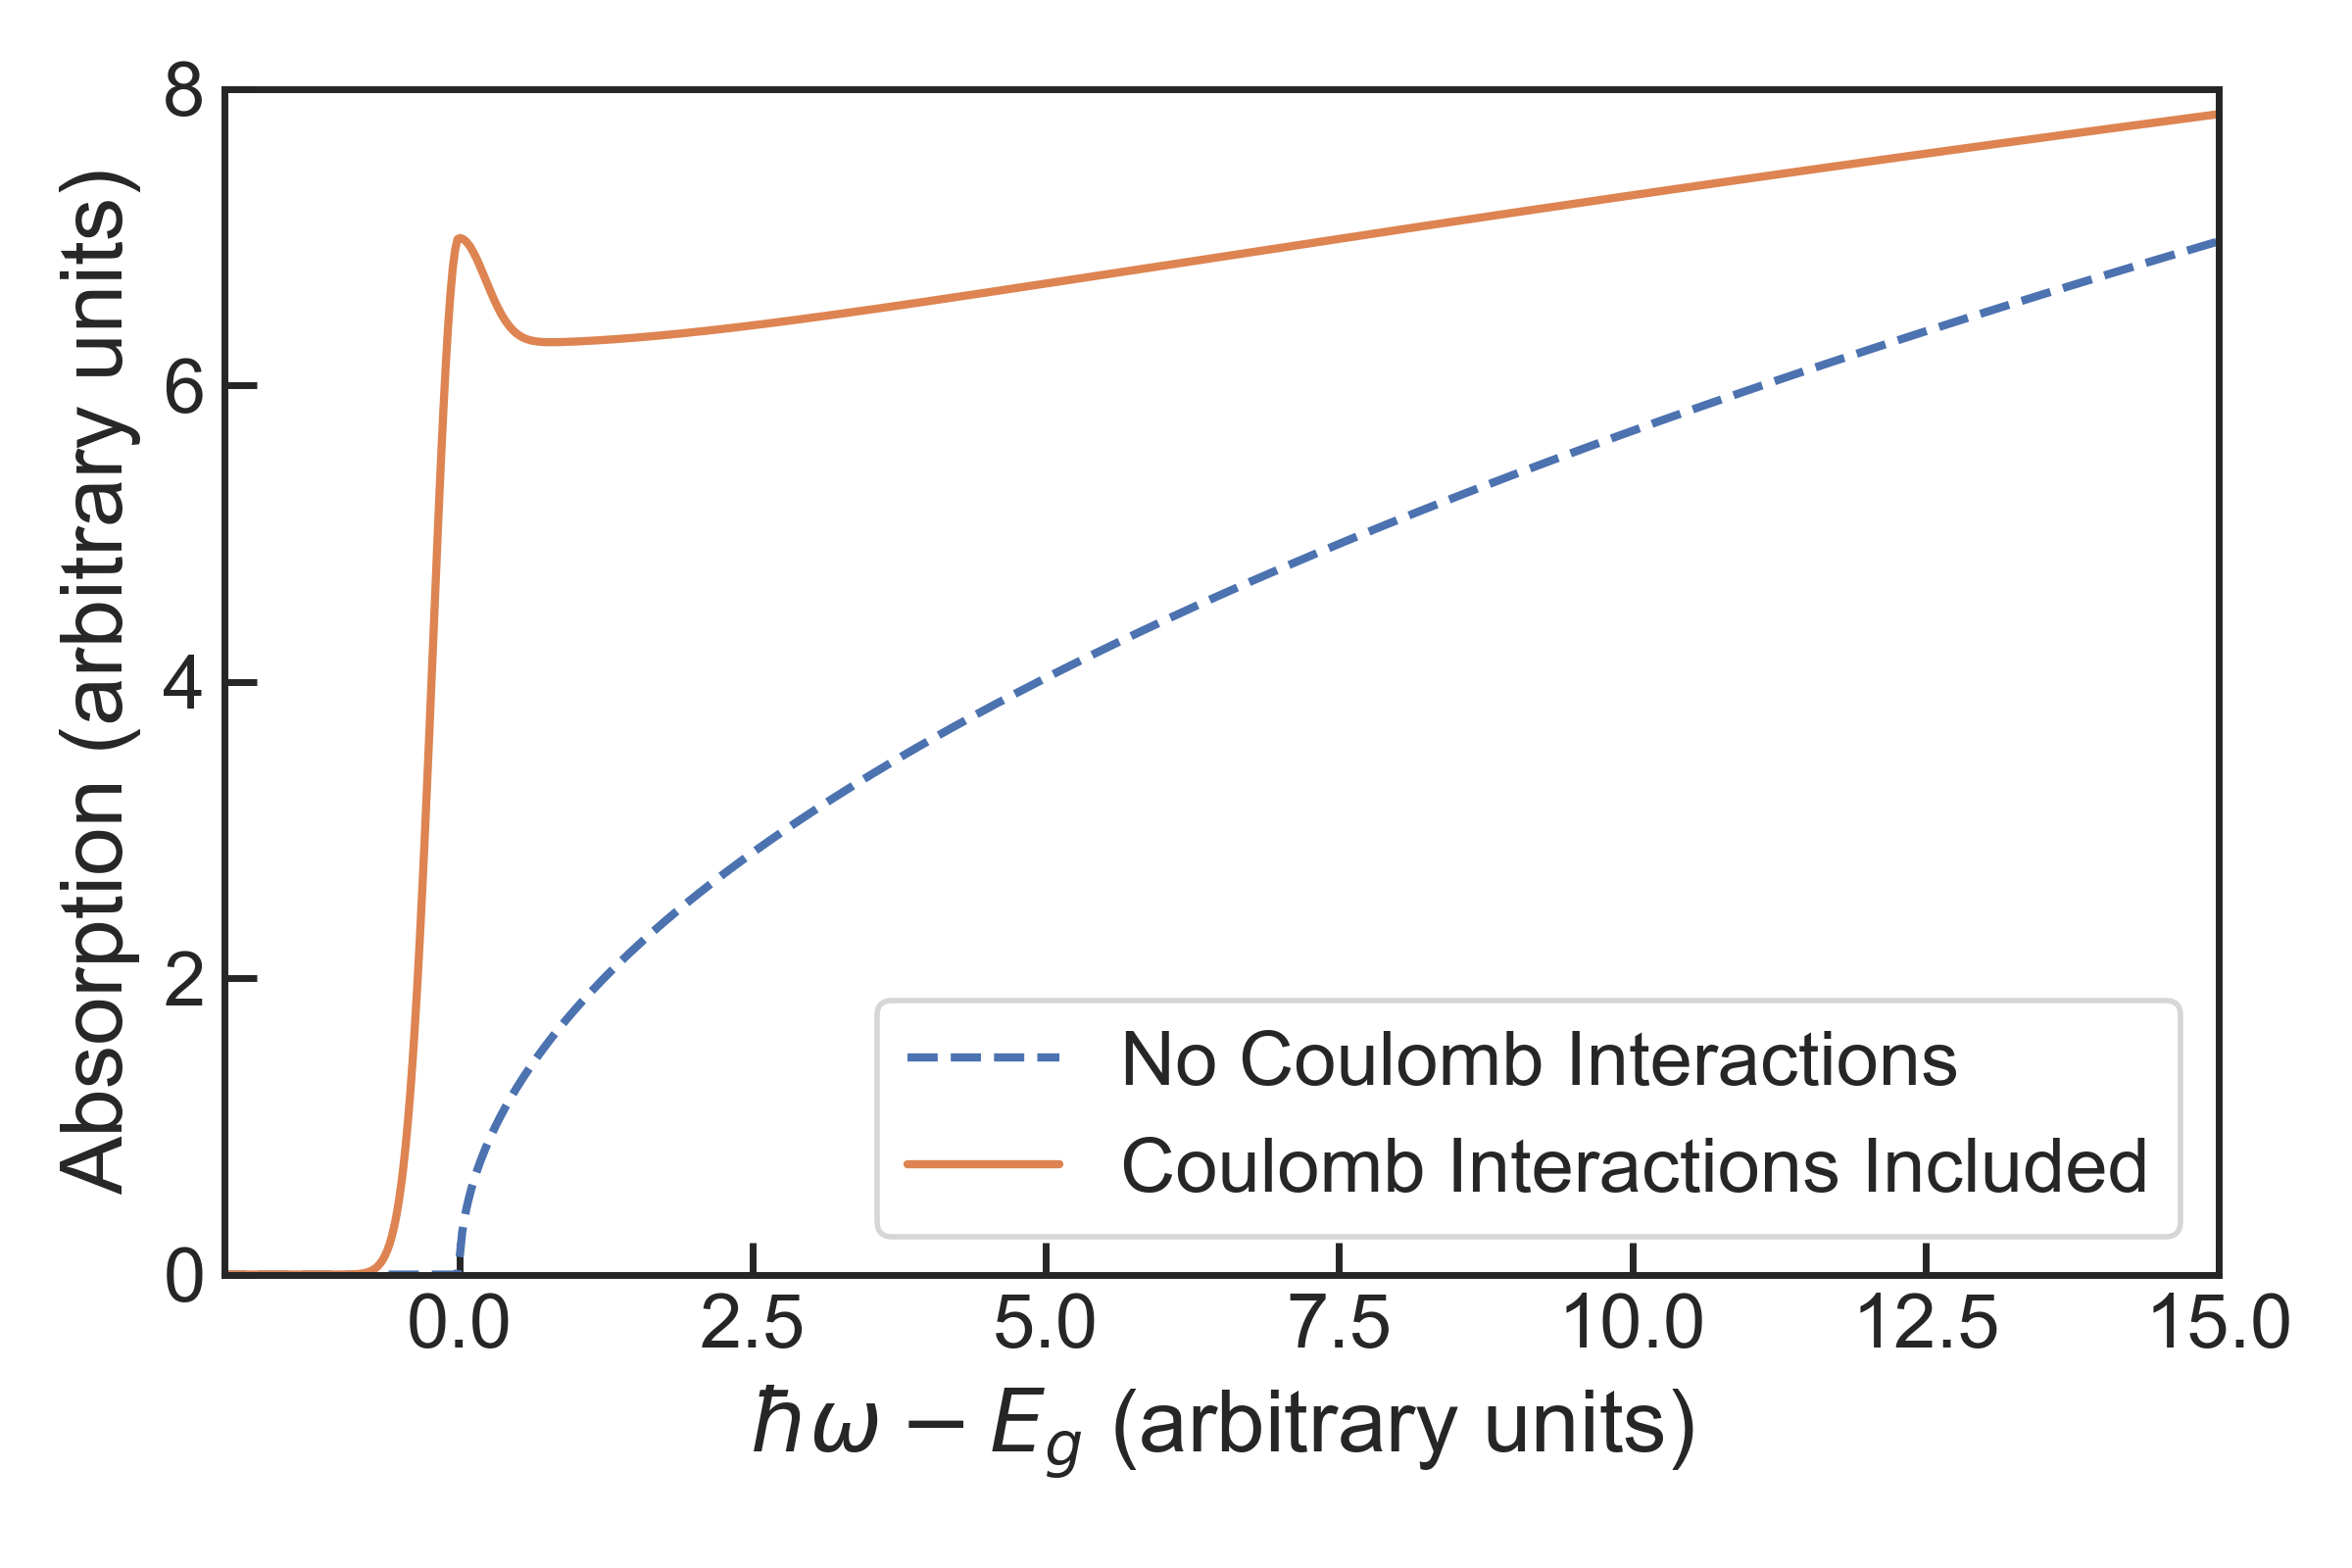 8
6
4
2
0
Absorption (arbitrary units)
No Coulomb Interactions
Coulomb Interactions Included
0.0 2.5 5.0 7.5 10.0 12.5 15.0
ħω − E_g (arbitrary units)